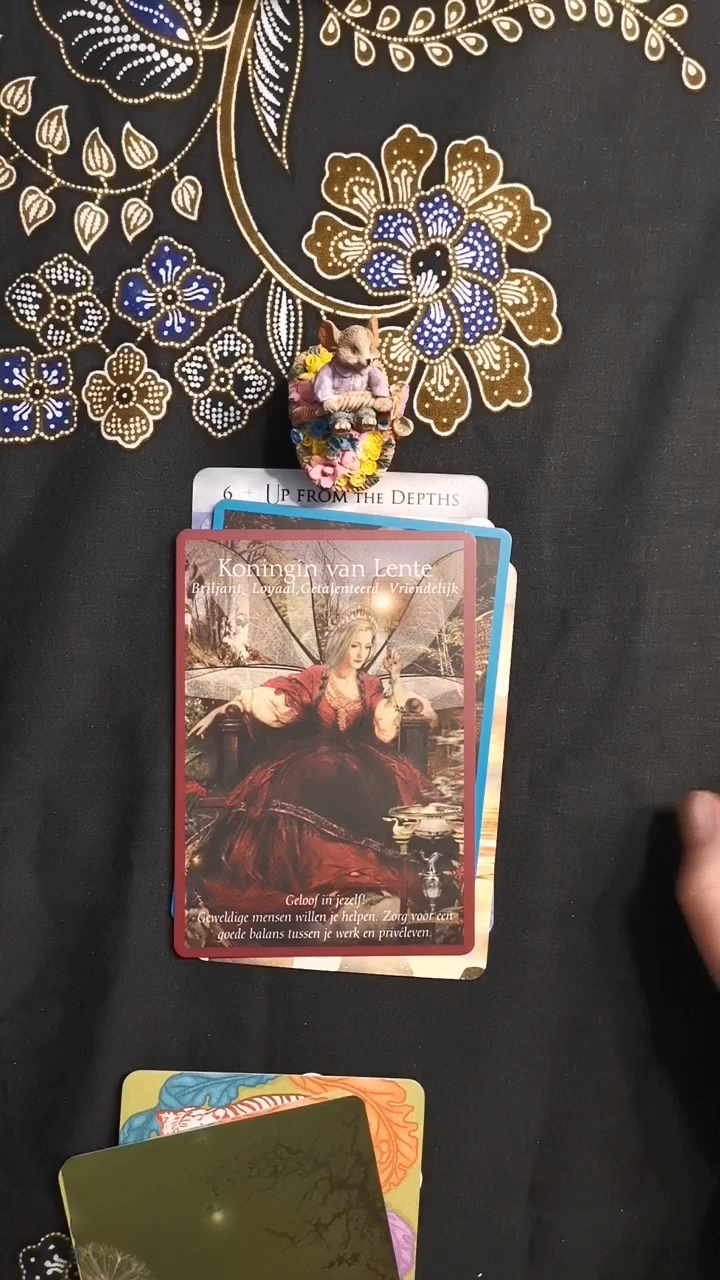 6 + UP FROM THE DEPTHS
Koningin van Lente
Briljant, Loyaal, Getalenteerd, Vriendelijk
Geloof in jezelf!
Geweldige mensen willen je helpen. Zorg voor een
goede balans tussen je werk en privéleven.